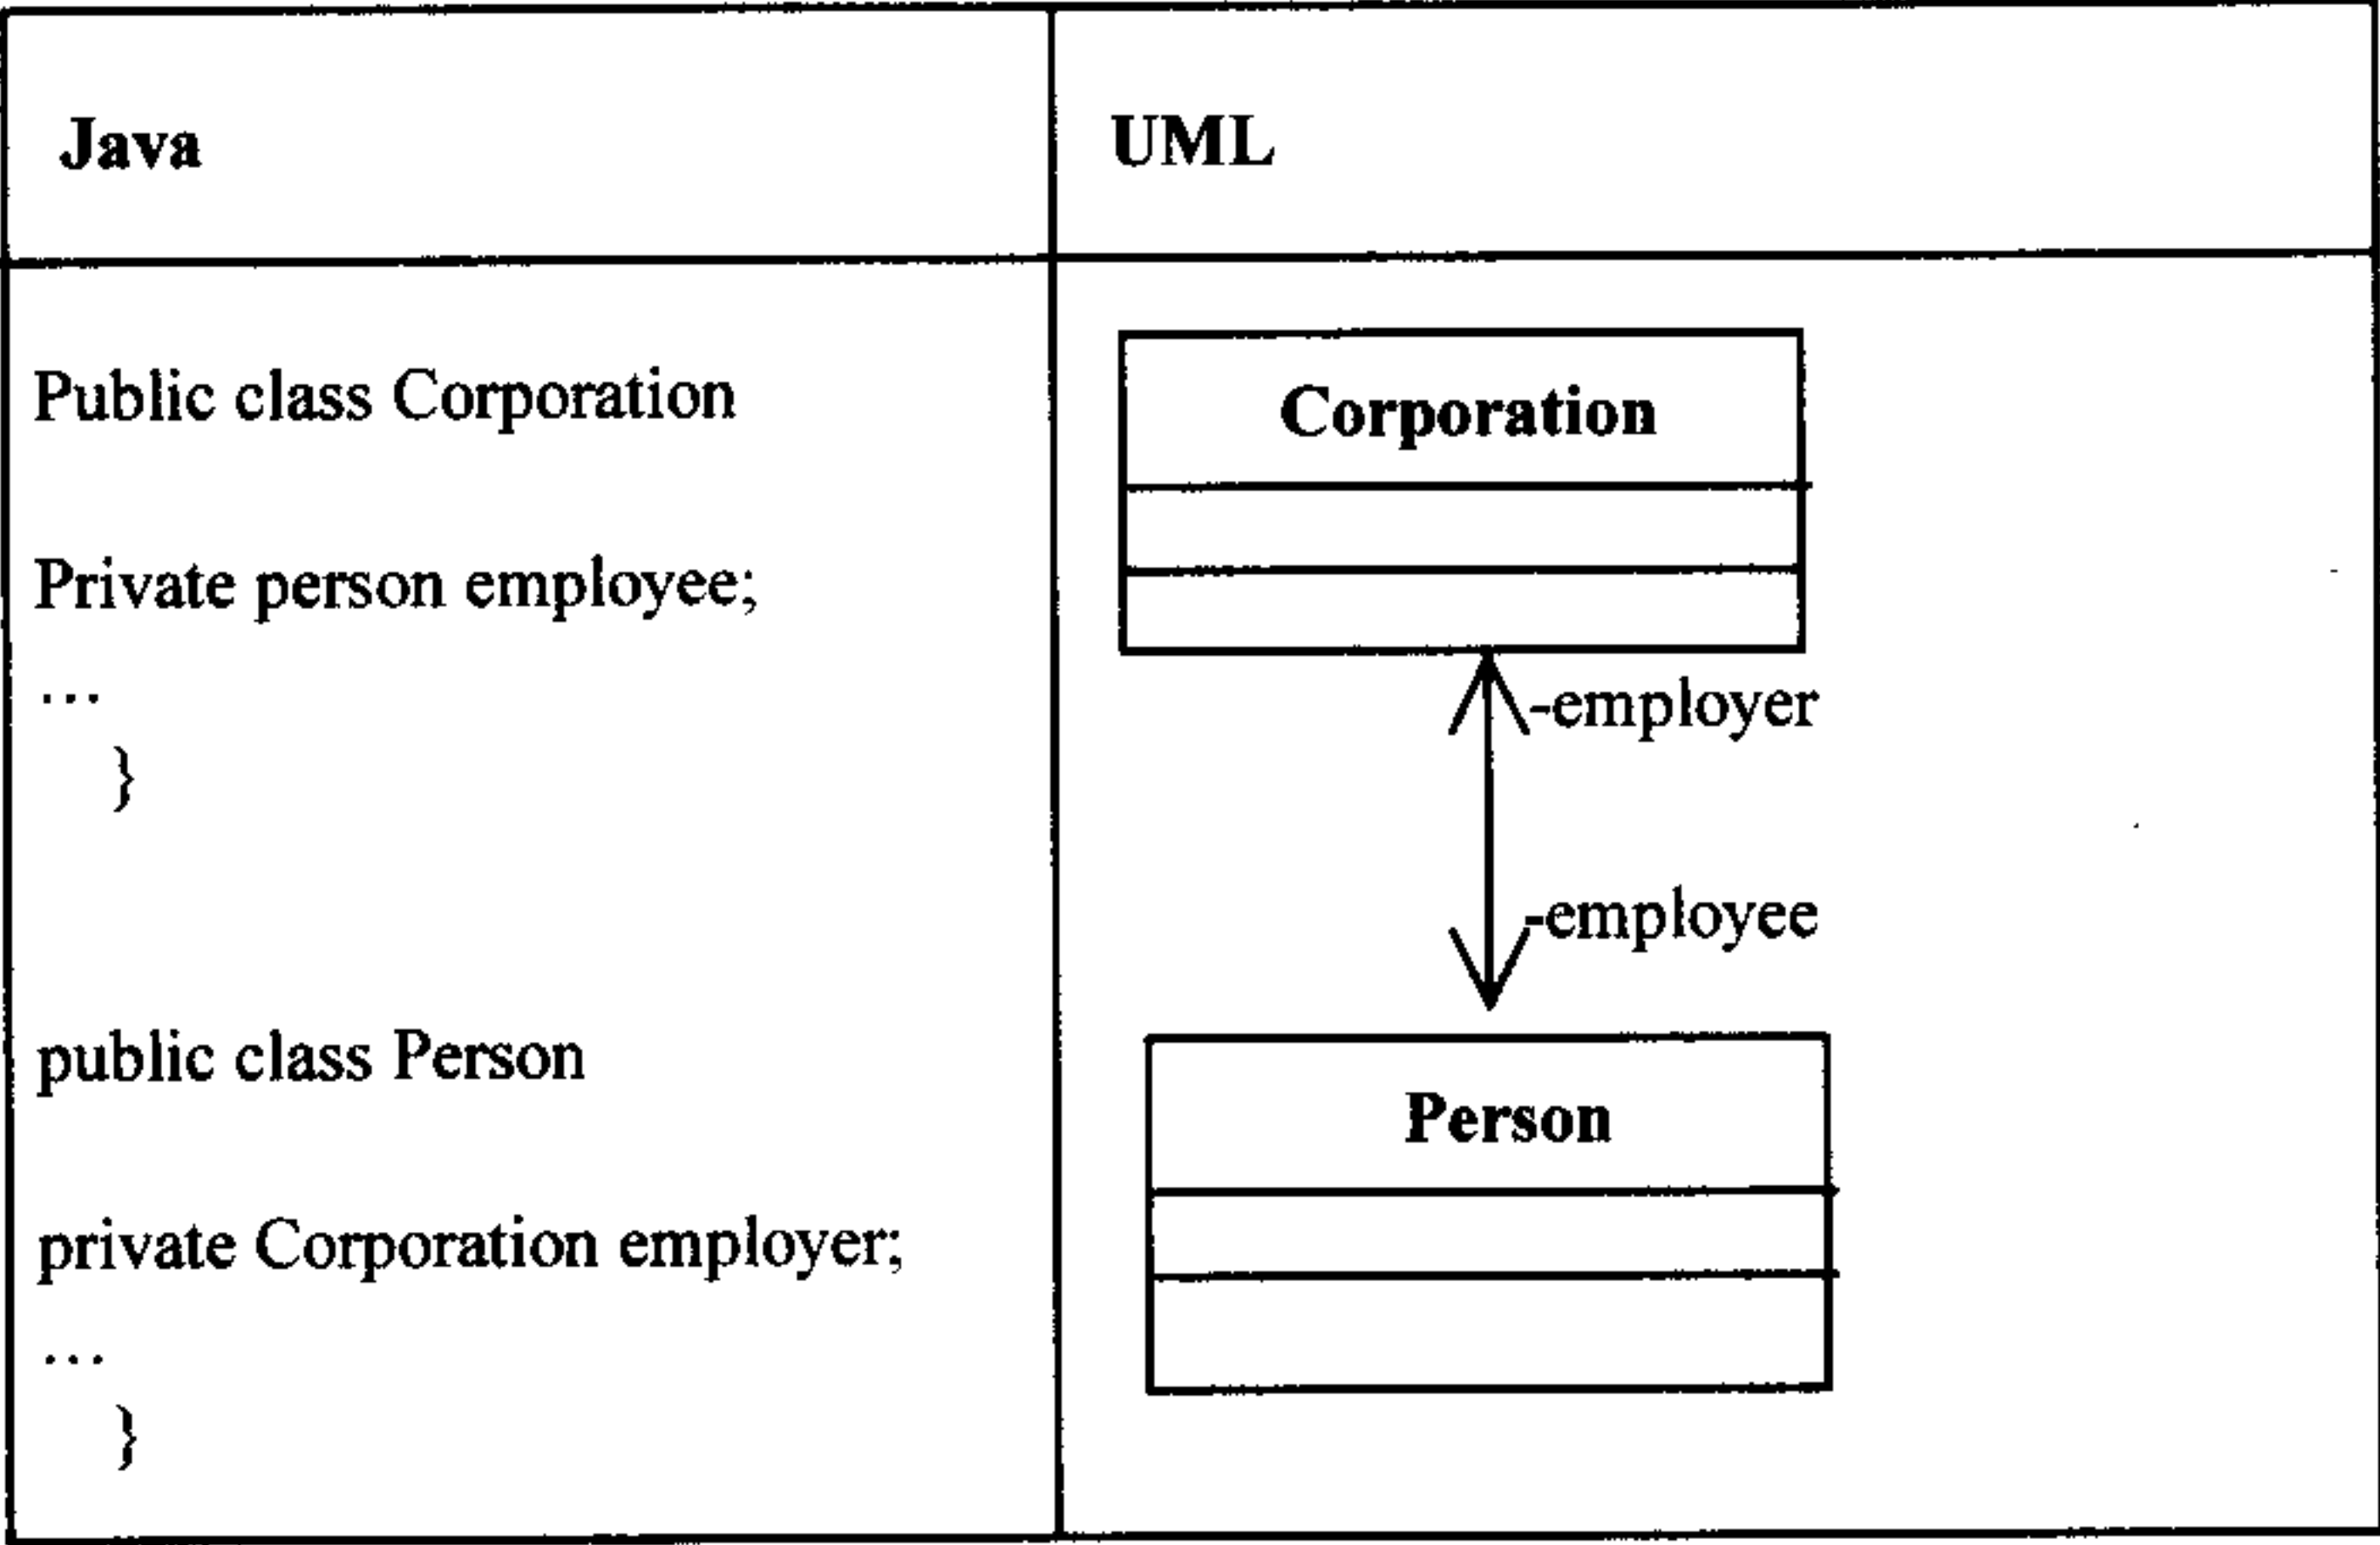 Java
UML
Public class Corporation
Private person employee;
...
}
public class Person
private Corporation employer;
...
}
Corporation
-employer
-employee
Person